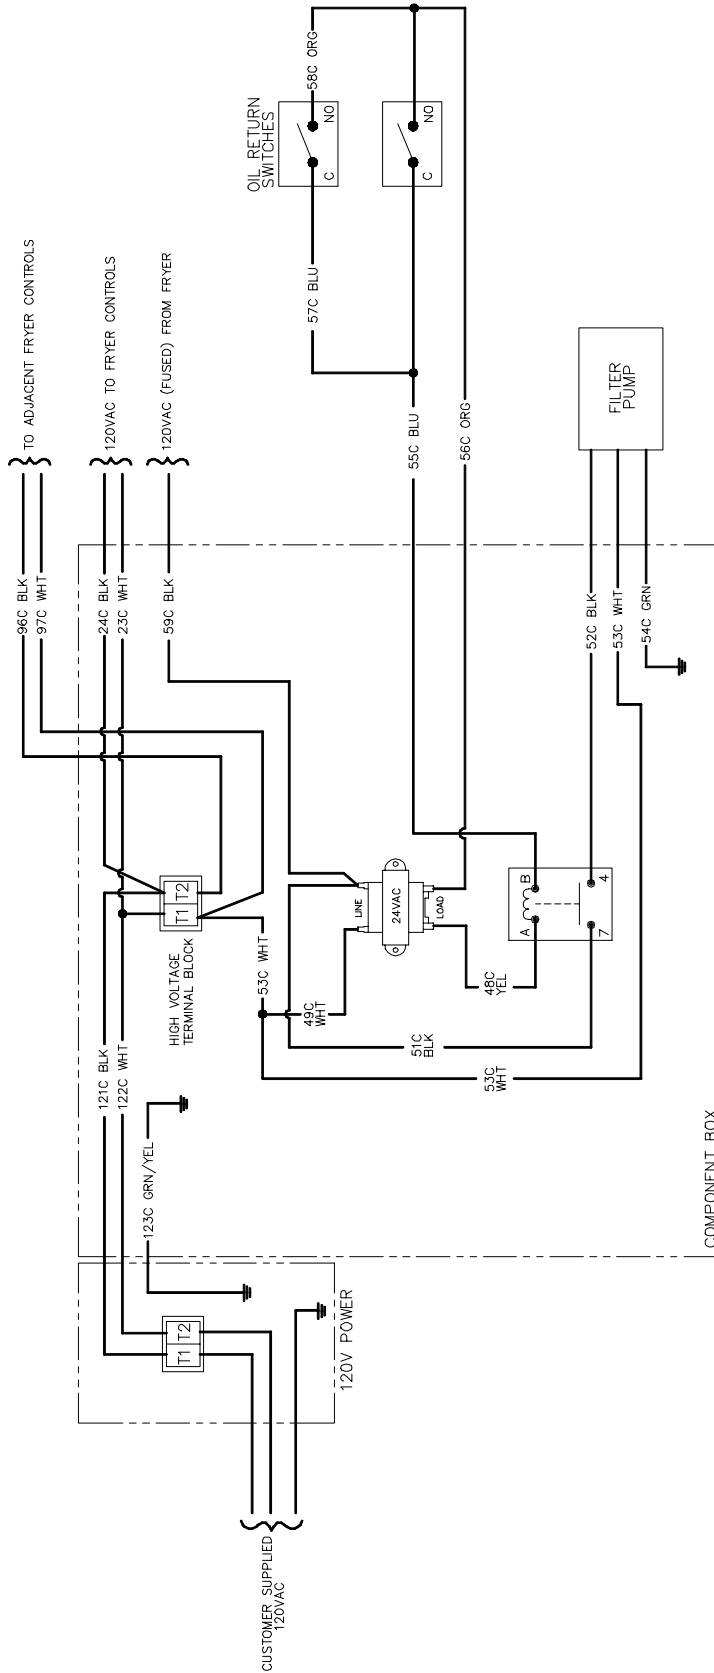 TO ADJACENT FRYER CONTROLS
120VAC TO FRYER CONTROLS
120VAC (FUSED) FROM FRYER
OIL RETURN
SWITCHES
58C ORG
NO
C
NO
C
57C BLU
55C BLU
56C ORG
FILTER
PUMP
96C BLK
97C WHT
24C BLK
23C WHT
59C BLK
52C BLK
53C WHT
54C GRN
T1 T2
HIGH VOLTAGE
TERMINAL BLOCK
LINE
24VAC
LOAD
A
B
7
4
53C WHT
49C
WHT
48C
YEL
51C
BLK
53C
WHT
121C BLK
122C WHT
123C GRN/YEL
COMPONENT BOX
T1 T2
120V POWER
CUSTOMER SUPPLIED
120VAC